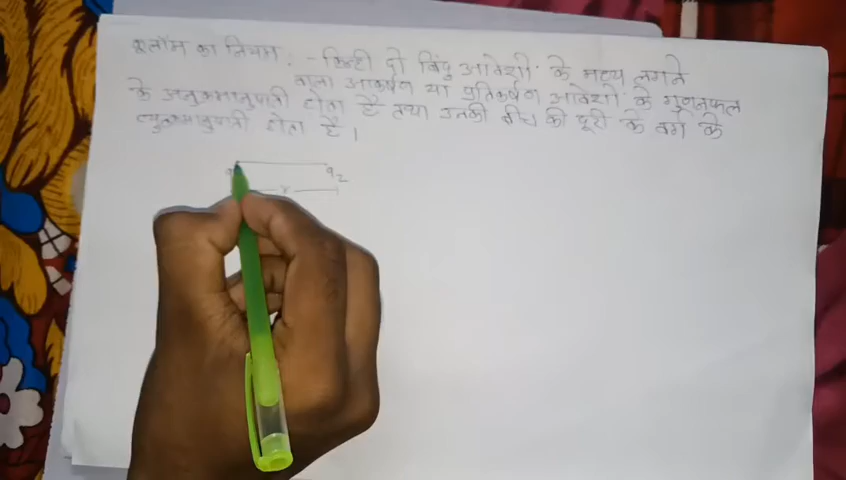 कूलॉम का नियम :- किन्ही दो बिंदु आवेशो के मध्य लगने
वाला आकर्षण या प्रतिकर्षण आवेशो के गुणनफल
के अनुक्रमानुपाती होता है तथा उनकी बीच की दूरी के वर्ग के
व्युत्क्रमानुपाती होता है।
q2
r